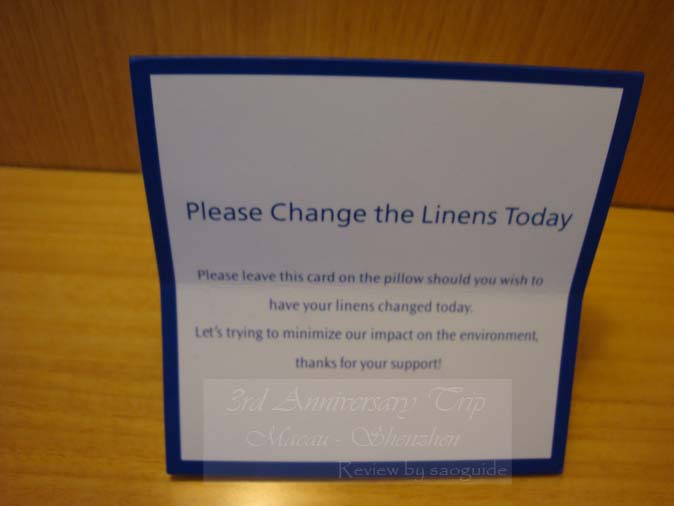 Please Change the Linens Today
Please leave this card on the pillow should you wish to
have your linens changed today.
Let's trying to minimize our impact on the environment,
thanks for your support!
3rd Anniversary Trip
Macau - Shenzhen
Review by saoguide